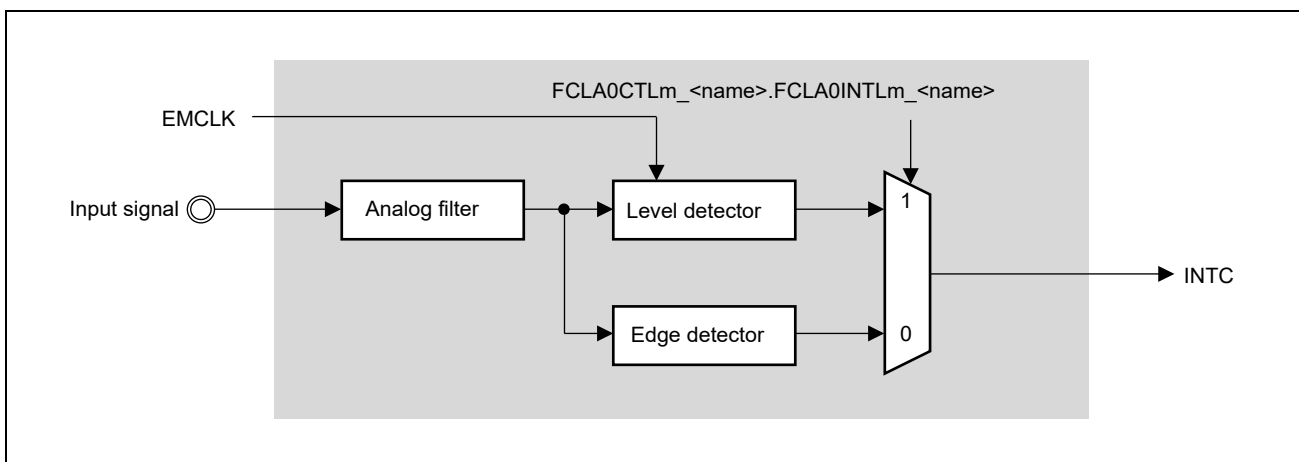 FCLA0CTLm_<name>.FCLA0INTLm_<name>
EMCLK
Input signal
Analog filter
Level detector
1
INTC
Edge detector
0